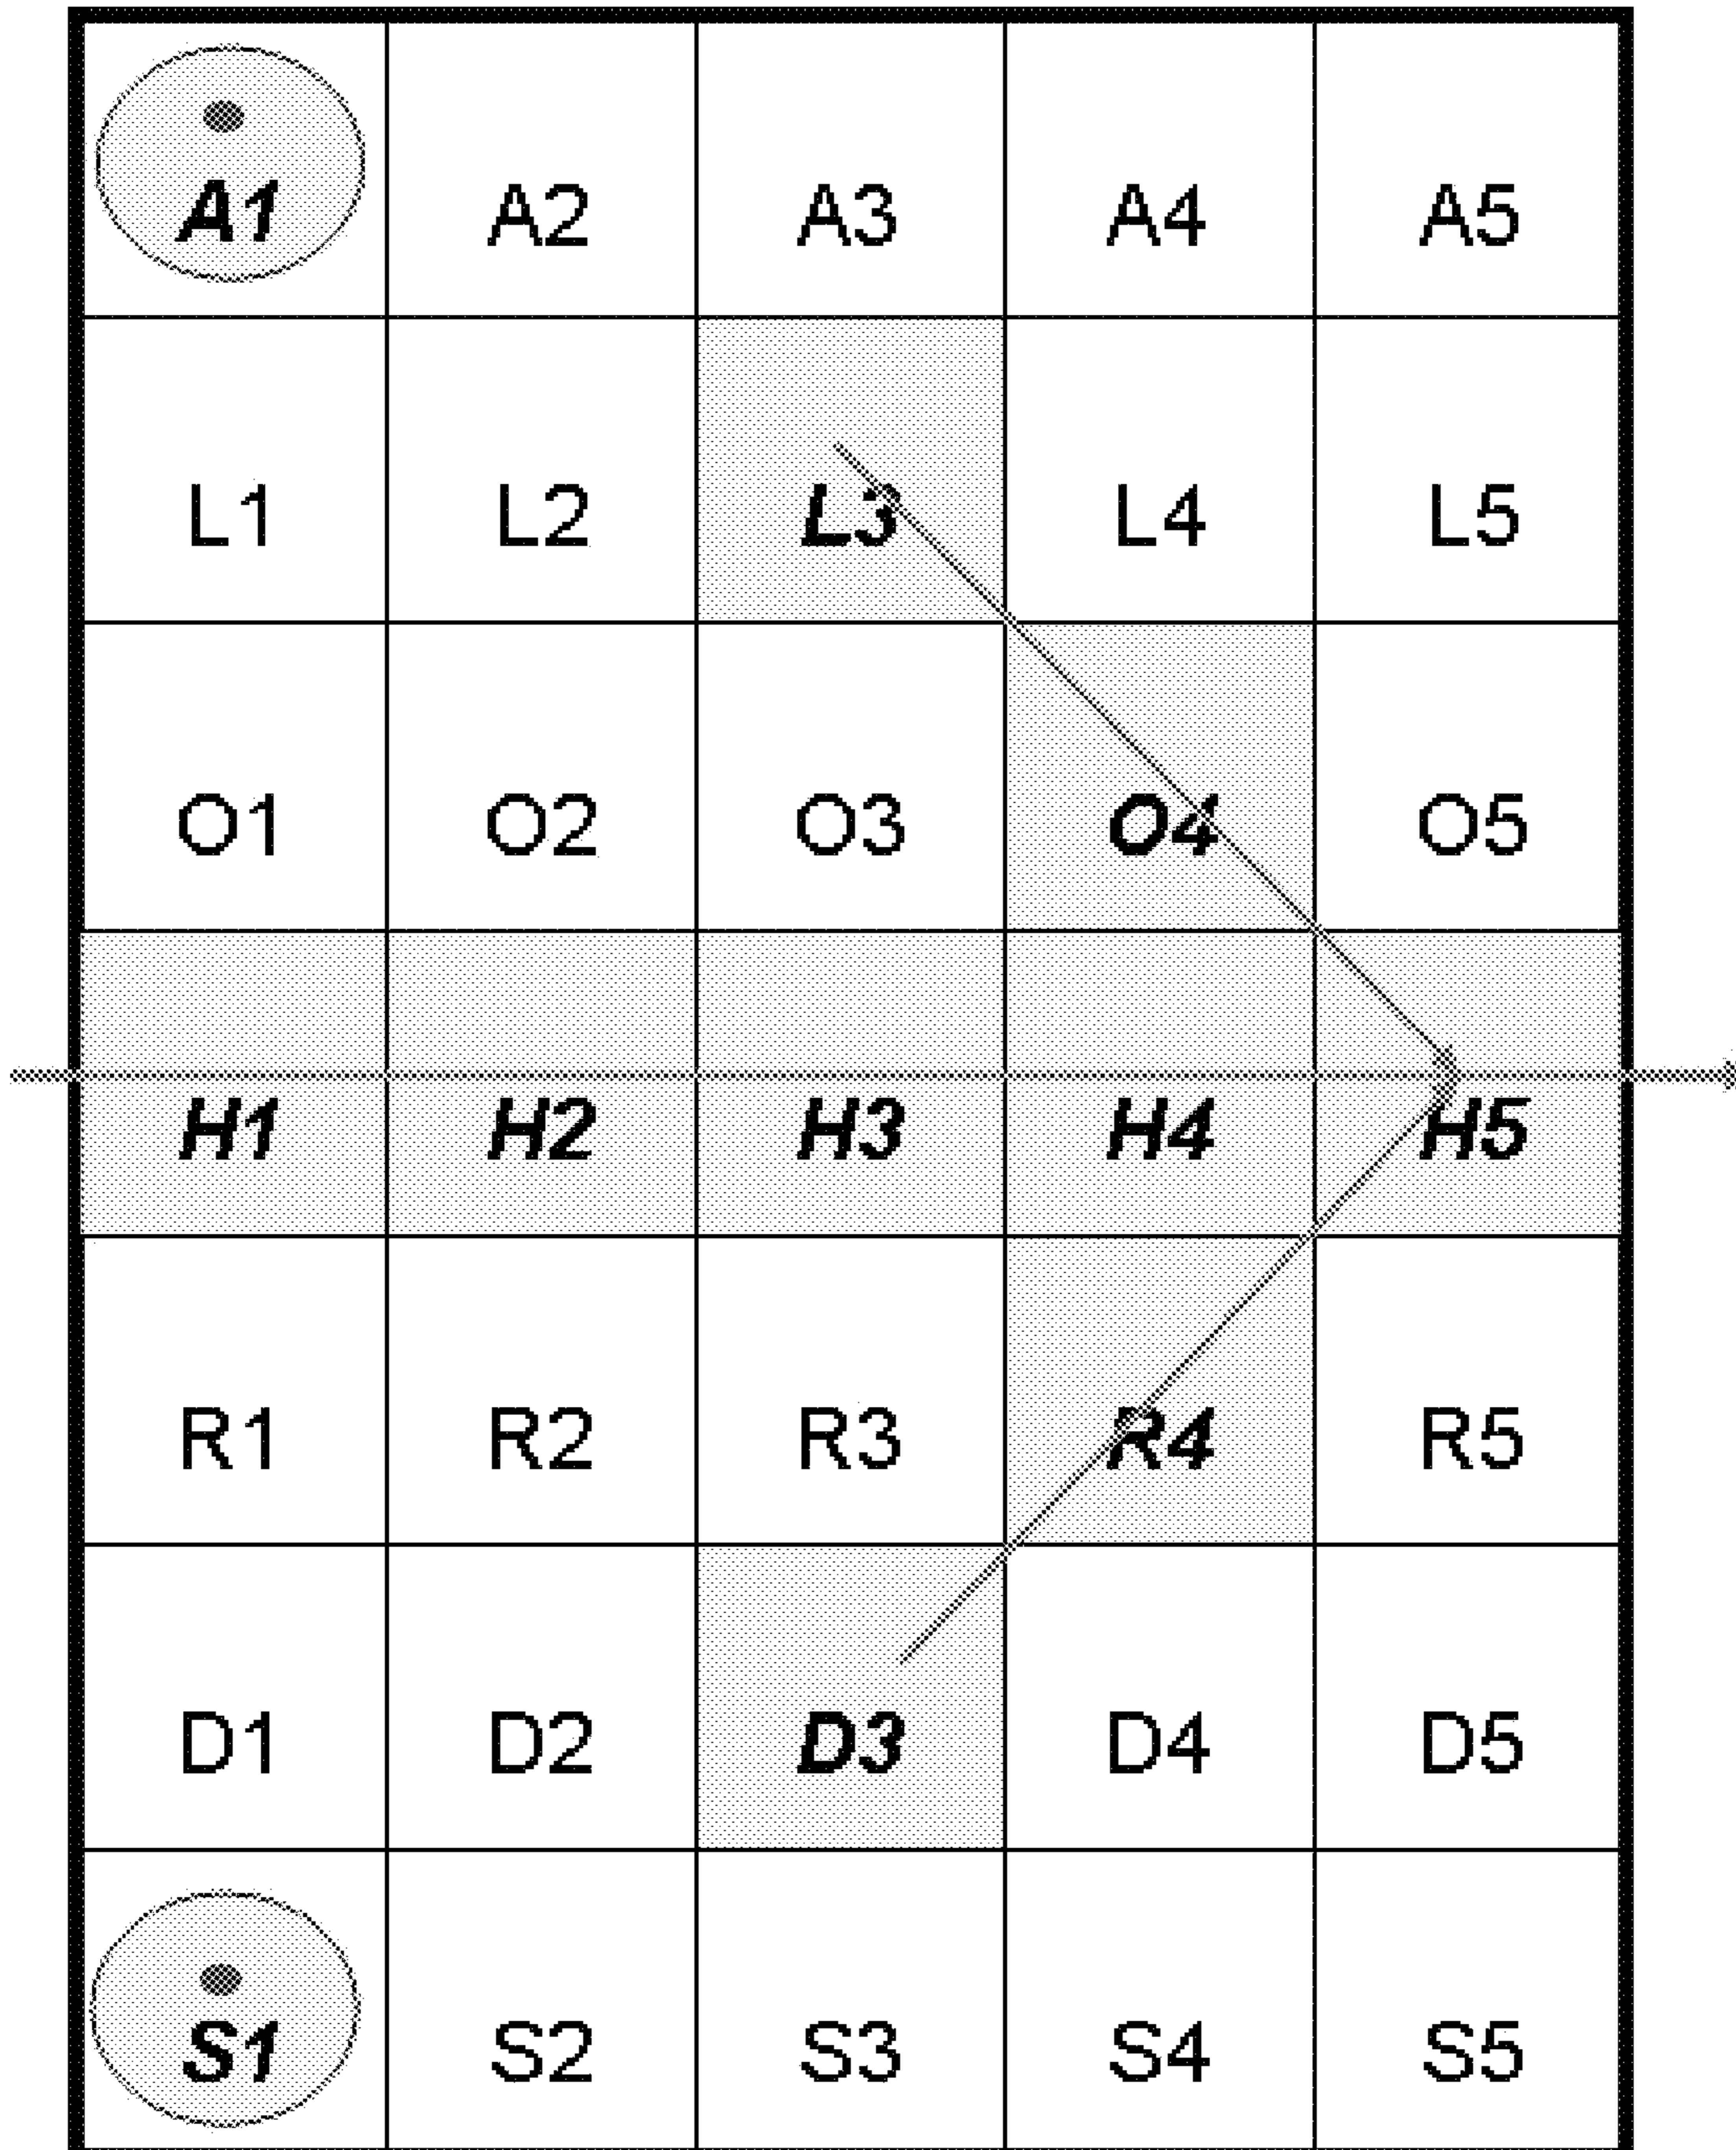 A1 A2 A3 A4 A5
L1 L2 L3 L4 L5
O1 O2 O3 O4 O5
H1 H2 H3 H4 H5
R1 R2 R3 R4 R5
D1 D2 D3 D4 D5
S1 S2 S3 S4 S5